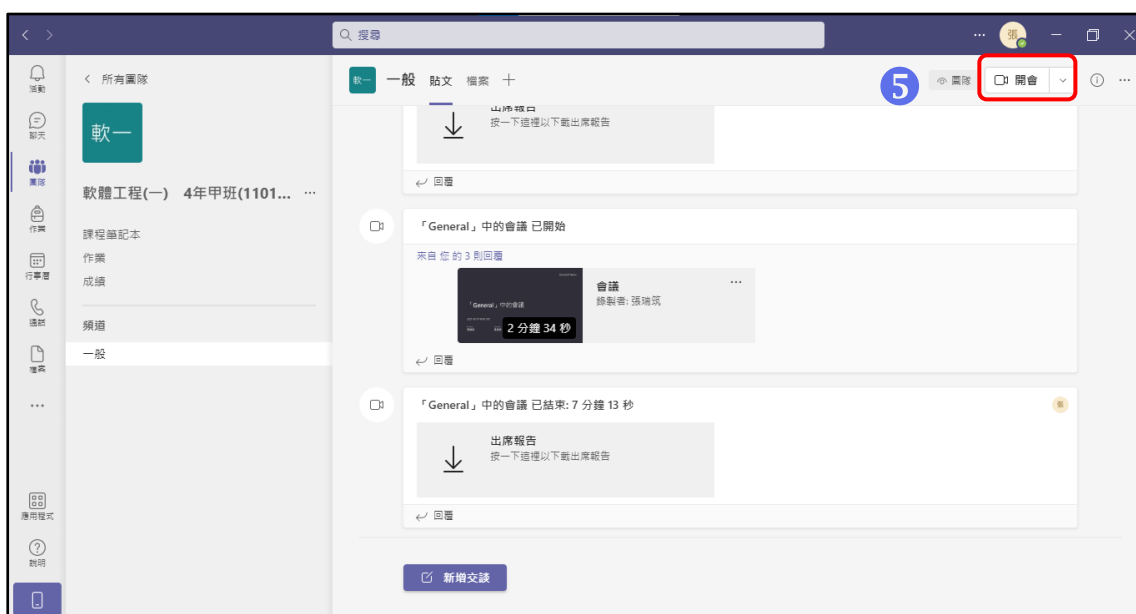 搜尋
張
活動
聊天
團隊
作業
行事曆
通話
檔案
應用程式
說明
所有團隊
軟一
軟體工程(一) 4年甲班(1101...
課程筆記本
作業
成績
頻道
一般
軟一 一般 貼文 檔案
5
團隊
開會
出席報告
按一下這裡以下載出席報告
回覆
「General」中的會議 已開始
來自 您 的 3 則回覆
「General」中的會議
2 分鐘 34 秒
會議
錄製者: 張瑞筑
回覆
「General」中的會議 已結束: 7 分鐘 13 秒
張
出席報告
按一下這裡以下載出席報告
回覆
新增交談